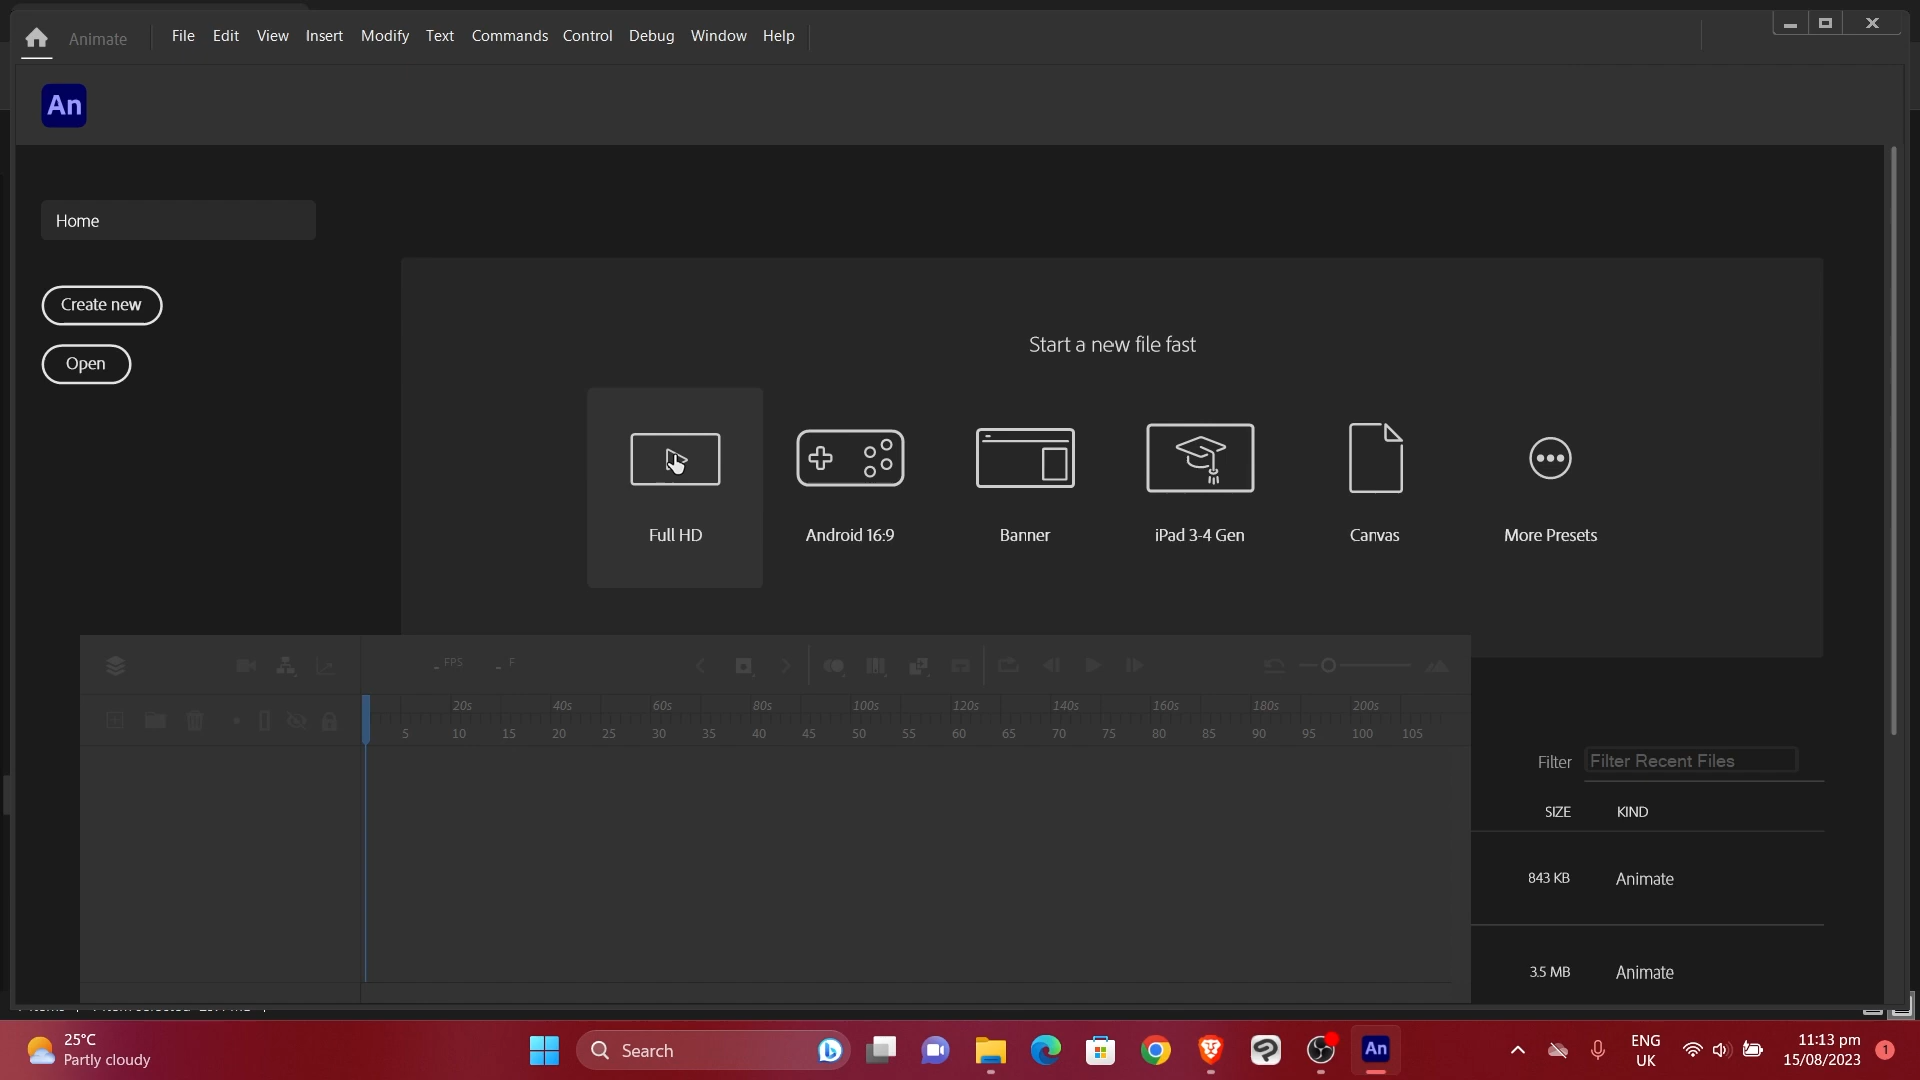 Animate File Edit View Insert Modify Text Commands Control Debug Window Help
An
Home
Create new
Open
Start a new file fast
Full HD Android 16:9 Banner iPad 3-4 Gen Canvas More Presets
FPS F
20s 40s 60s 80s 100s 120s 140s 160s 180s 200s
5 10 15 20 25 30 35 40 45 50 55 60 65 70 75 80 85 90 95 100 105
Filter Filter Recent Files
SIZE KIND
843 KB Animate
3.5 MB Animate
25°C
Partly cloudy
Search
An
ENG
UK
11:13 pm
15/08/2023
1